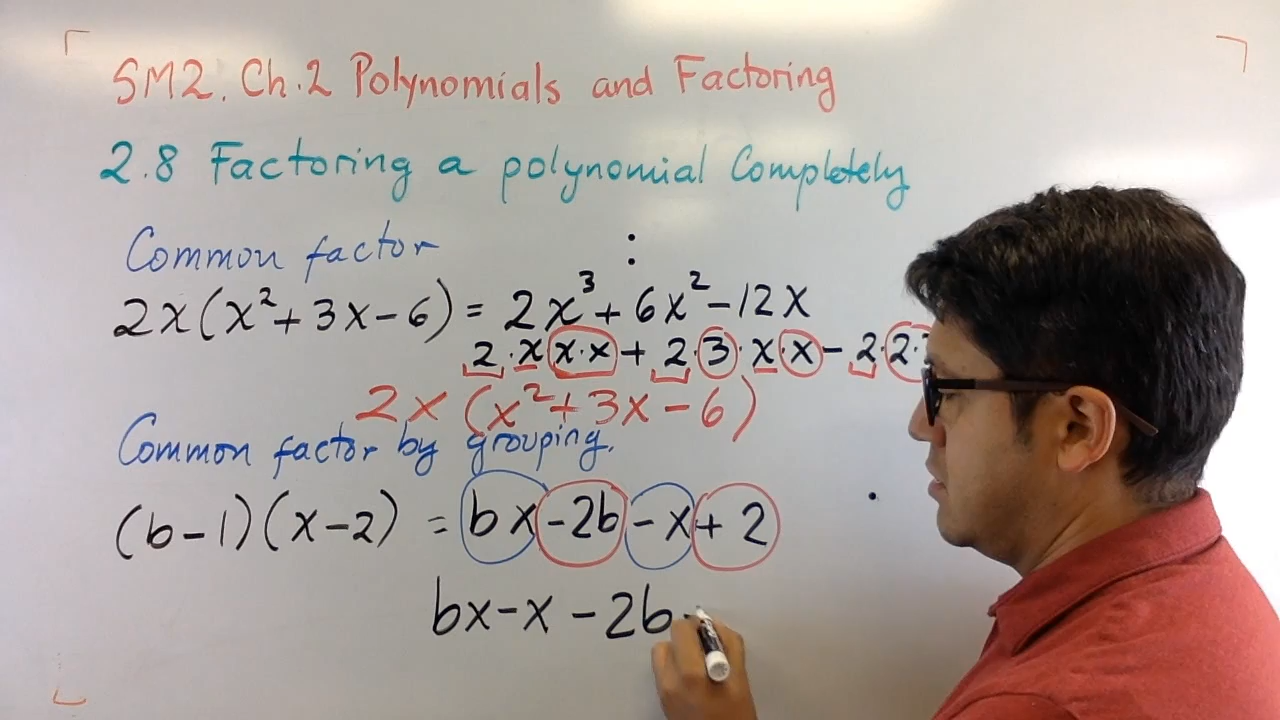 SM2. Ch.2 Polynomials and Factoring
2.8 Factoring a polynomial Completely
Common factor :
2x(x²+3x-6) = 2x³+6x²-12x
2·x x·x + 2·3·x·x - 2·2·
2x (x²+3x-6)
Common factor by grouping.
(b-1)(x-2) = bx-2b-x+2
bx-x-2b